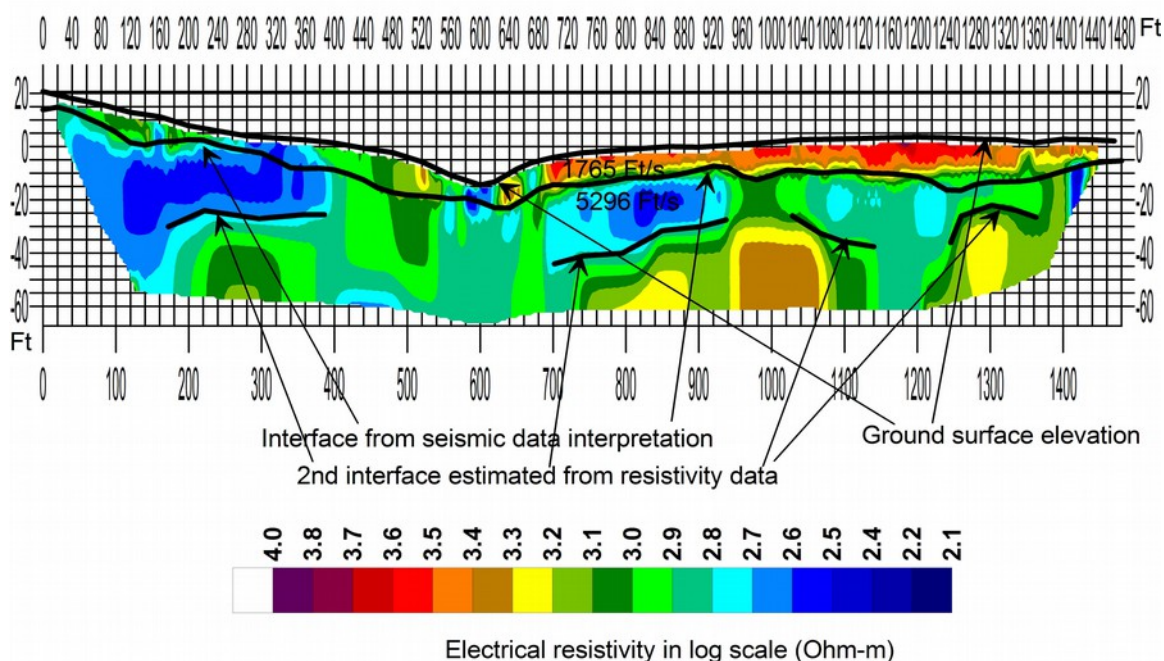 0 40 80 120 160 200 240 280 320 360 400 440 480 520 560 600 640 680 720 760 800 840 880 920 960 1000 1040 1080 1120 1160 1200 1240 1280 1320 1360 1400 1440 1480 Ft
20 20
0 0
1765 Ft/s
-20 5296 Ft/s -20
-40 -40
-60 -60
Ft
0 100 200 300 400 500 600 700 800 900 1000 1100 1200 1300 1400
Interface from seismic data interpretation Ground surface elevation
2nd interface estimated from resistivity data
4.0 3.8 3.7 3.6 3.5 3.4 3.3 3.2 3.1 3.0 2.9 2.8 2.7 2.6 2.4 2.2 2.1
Electrical resistivity in log scale (Ohm-m)